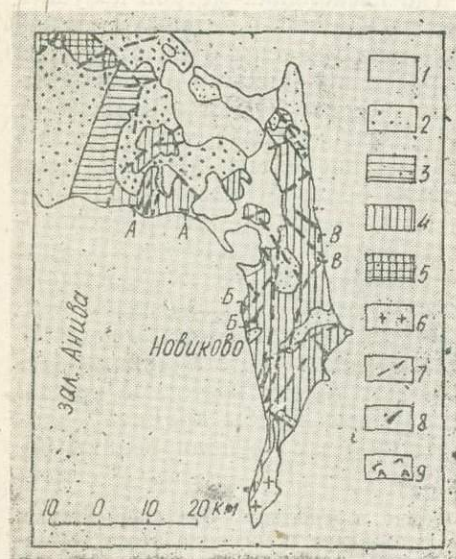 1
2
3
4
5
6
7
8
9
А А
В
В
Б
Б
Новиково
зал. Анива
10 0 10 20 км